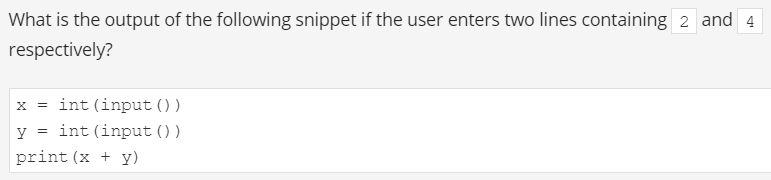 What is the output of the following snippet if the user enters two lines containing 2 and 4
respectively?
x = int(input())
y = int(input())
print(x + y)